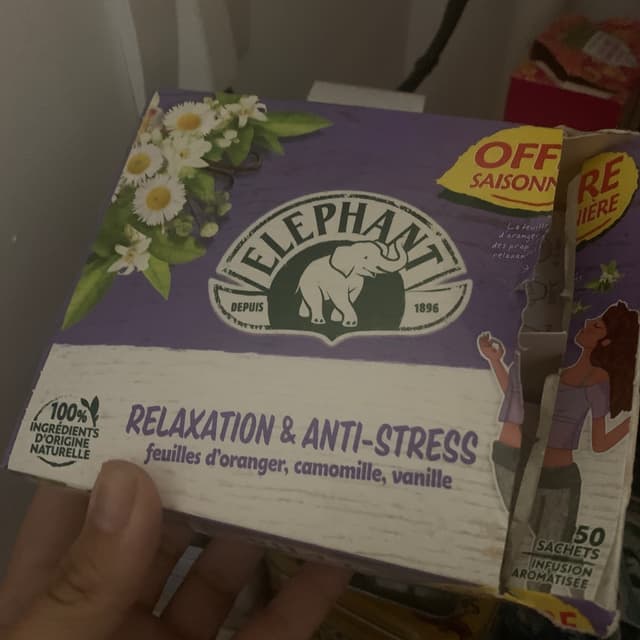 OFF RE
SAISONN IÈRE
ELEPHANT
DEPUIS 1896
100%
INGRÉDIENTS
D'ORIGINE
NATURELLE
RELAXATION & ANTI-STRESS
feuilles d'oranger, camomille, vanille
50
SACHETS
INFUSION
AROMATISÉE